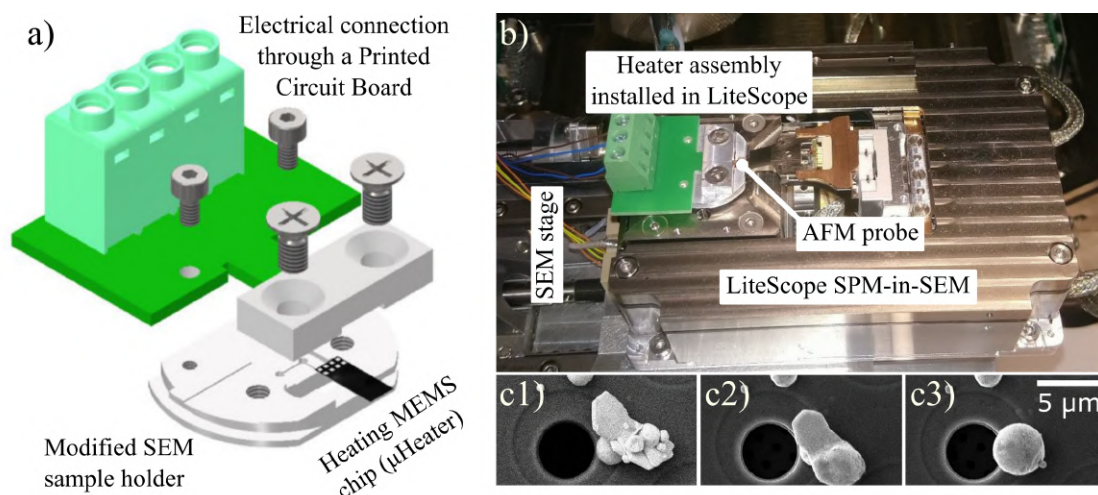 a)
Electrical connection
through a Printed
Circuit Board
Modified SEM
sample holder
Heating MEMS
chip (μHeater)
b)
Heater assembly
installed in LiteScope
SEM stage
AFM probe
LiteScope SPM-in-SEM
c1)
c2)
c3)
5 μm